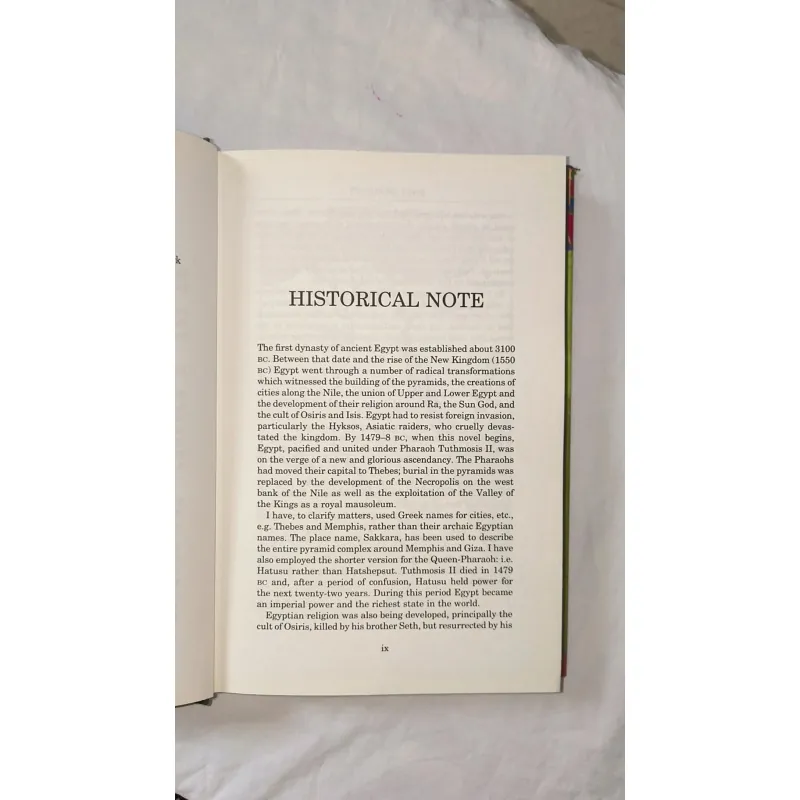 k
HISTORICAL NOTE
The first dynasty of ancient Egypt was established about 3100
BC. Between that date and the rise of the New Kingdom (1550
BC) Egypt went through a number of radical transformations
which witnessed the building of the pyramids, the creations of
cities along the Nile, the union of Upper and Lower Egypt and
the development of their religion around Ra, the Sun God, and
the cult of Osiris and Isis. Egypt had to resist foreign invasion,
particularly the Hyksos, Asiatic raiders, who cruelly devas-
tated the kingdom. By 1479–8 BC, when this novel begins,
Egypt, pacified and united under Pharaoh Tuthmosis II, was
on the verge of a new and glorious ascendancy. The Pharaohs
had moved their capital to Thebes; burial in the pyramids was
replaced by the development of the Necropolis on the west
bank of the Nile as well as the exploitation of the Valley of
the Kings as a royal mausoleum.
I have, to clarify matters, used Greek names for cities, etc.,
e.g. Thebes and Memphis, rather than their archaic Egyptian
names. The place name, Sakkara, has been used to describe
the entire pyramid complex around Memphis and Giza. I have
also employed the shorter version for the Queen-Pharaoh: i.e.
Hatusu rather than Hatshepsut. Tuthmosis II died in 1479
BC and, after a period of confusion, Hatusu held power for
the next twenty-two years. During this period Egypt became
an imperial power and the richest state in the world.
Egyptian religion was also being developed, principally the
cult of Osiris, killed by his brother Seth, but resurrected by his
ix